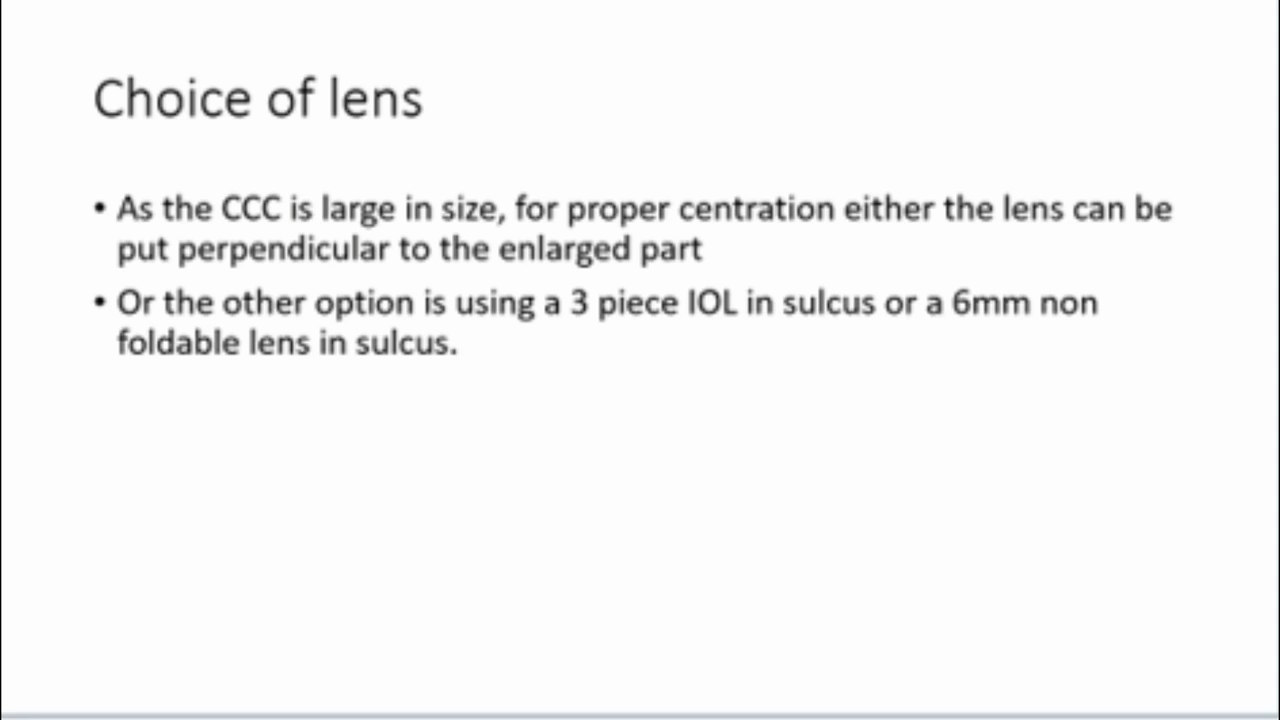 Choice of lens
• As the CCC is large in size, for proper centration either the lens can be
put perpendicular to the enlarged part
• Or the other option is using a 3 piece IOL in sulcus or a 6mm non
foldable lens in sulcus.